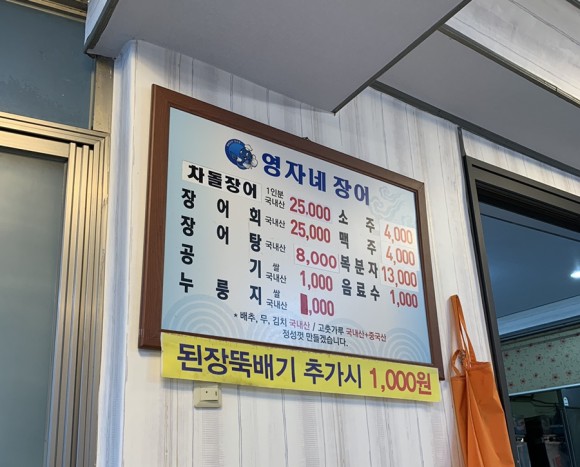 영자네 장어
차돌장어 1인분 국내산 25,000 소주 4,000
장어회 국내산 25,000 맥주 4,000
장어탕 국내산 8,000 복분자 13,000
공기 쌀 국내산 1,000 음료수 1,000
누룽지 쌀 국내산 ,000
* 배추, 무, 김치 국내산 / 고춧가루 국내산+중국산
정성껏 만들겠습니다.
된장뚝배기 추가시 1,000원